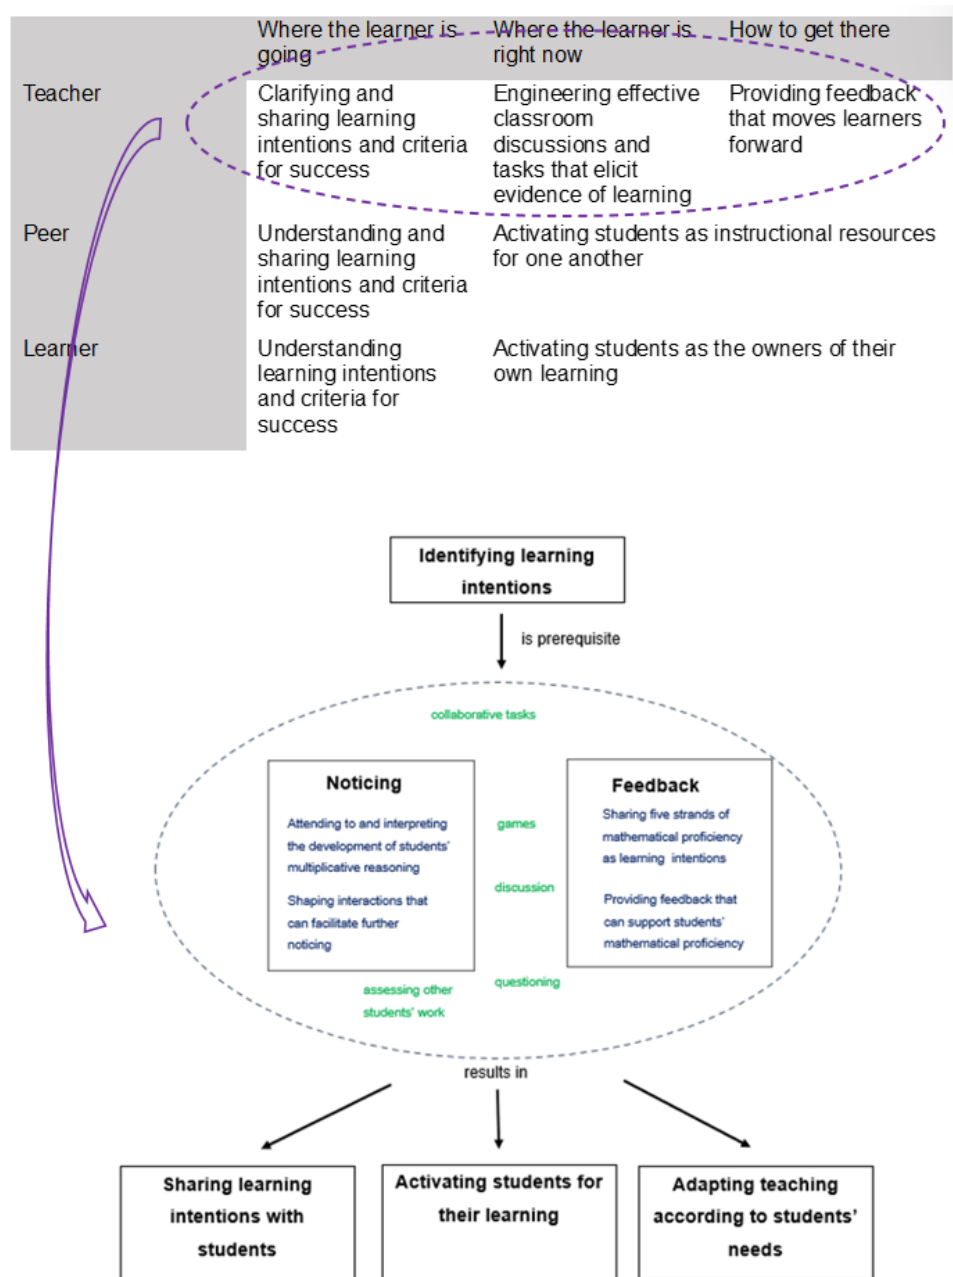 Where the learner is going
Where the learner is right now
How to get there
Teacher
Clarifying and
sharing learning
intentions and criteria
for success
Engineering effective
classroom
discussions and
tasks that elicit
evidence of learning
Providing feedback
that moves learners
forward
Peer
Understanding and
sharing learning
intentions and criteria
for success
Activating students as instructional resources
for one another
Learner
Understanding
learning intentions
and criteria for
success
Activating students as the owners of their
own learning
Identifying learning
intentions
is prerequisite
collaborative tasks
Noticing
Attending to and interpreting
the development of students'
multiplicative reasoning
Shaping interactions that
can facilitate further
noticing
games
discussion
Feedback
Sharing five strands of
mathematical proficiency
as learning intentions
Providing feedback that
can support students'
mathematical proficiency
assessing other
students' work
questioning
results in
Sharing learning
intentions with
students
Activating students for
their learning
Adapting teaching
according to students'
needs